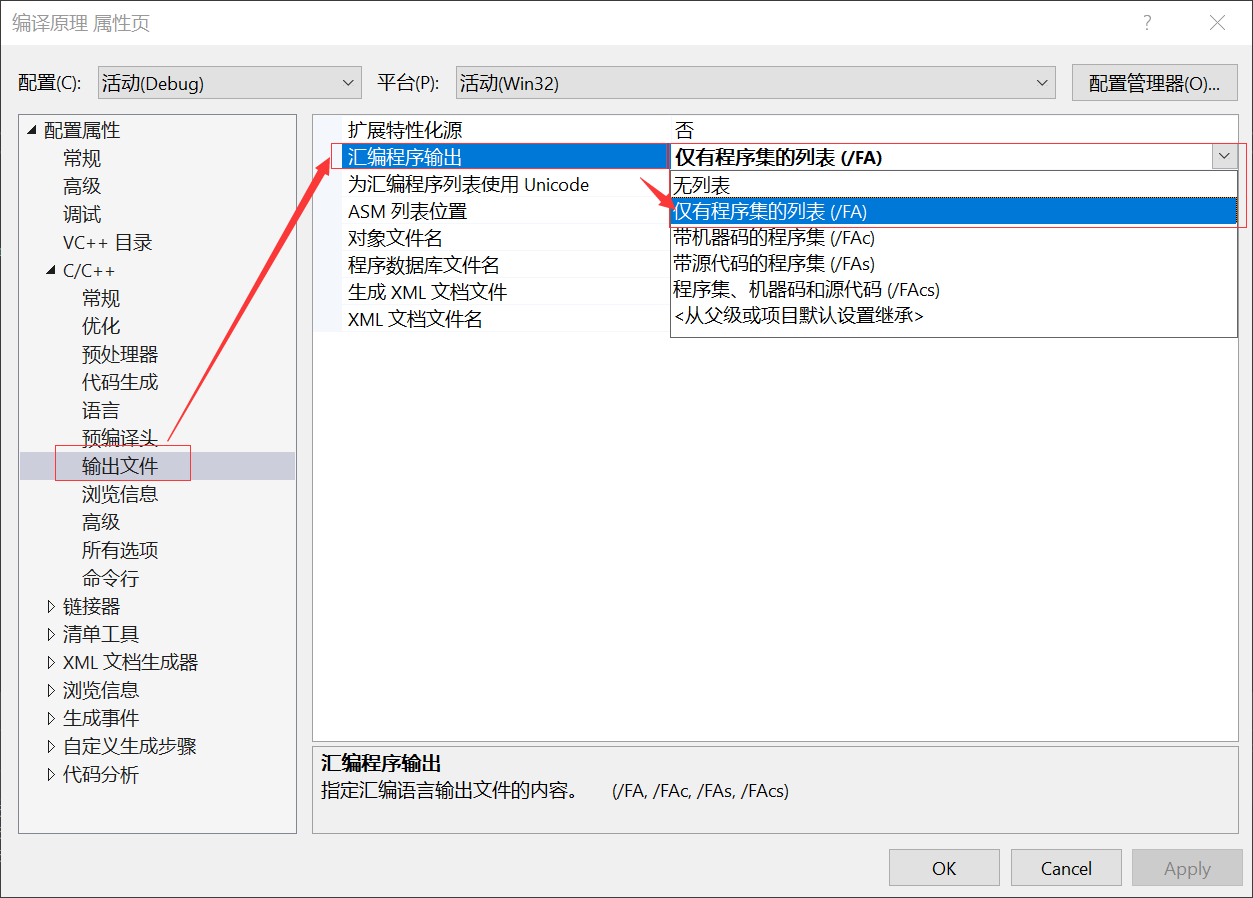 编译原理 属性页
?
配置(C):
活动(Debug)
平台(P):
活动(Win32)
配置管理器(O)...
配置属性
常规
高级
调试
VC++ 目录
C/C++
常规
优化
预处理器
代码生成
语言
预编译头
输出文件
浏览信息
高级
所有选项
命令行
链接器
清单工具
XML 文档生成器
浏览信息
生成事件
自定义生成步骤
代码分析
扩展特性化源
否
汇编程序输出
仅有程序集的列表 (/FA)
为汇编程序列表使用 Unicode
无列表
ASM 列表位置
仅有程序集的列表 (/FA)
对象文件名
带机器码的程序集 (/FAc)
程序数据库文件名
带源代码的程序集 (/FAs)
生成 XML 文档文件
程序集、机器码和源代码 (/FAcs)
XML 文档文件名
<从父级或项目默认设置继承>
汇编程序输出
指定汇编语言输出文件的内容。 (/FA, /FAc, /FAs, /FAcs)
OK
Cancel
Apply